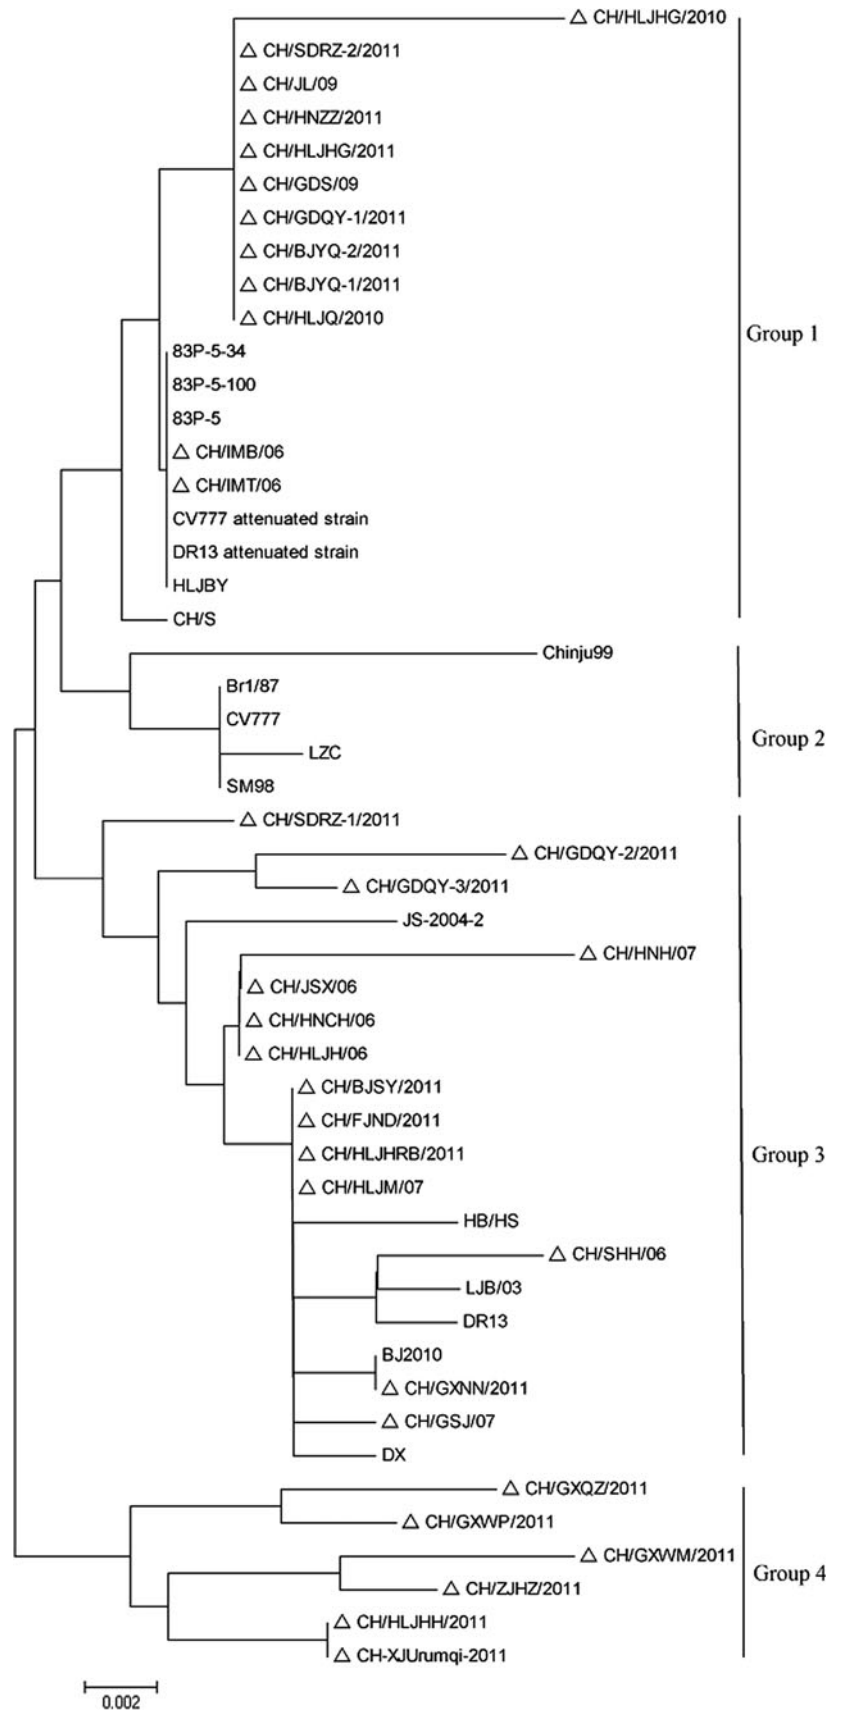 △ CH/HLJHG/2010
△ CH/SDRZ-2/2011
△ CH/JL/09
△ CH/HNZZ/2011
△ CH/HLJHG/2011
△ CH/GDS/09
△ CH/GDQY-1/2011
△ CH/BJYQ-2/2011
△ CH/BJYQ-1/2011
△ CH/HLJQ/2010
Group 1
83P-5-34
83P-5-100
83P-5
△ CH/IMB/06
△ CH/IMT/06
CV777 attenuated strain
DR13 attenuated strain
HLJBY
CH/S
Chinju99
Br1/87
CV777
Group 2
LZC
SM98
△ CH/SDRZ-1/2011
△ CH/GDQY-2/2011
△ CH/GDQY-3/2011
JS-2004-2
△ CH/HNH/07
△ CH/JSX/06
△ CH/HNCH/06
△ CH/HLJH/06
△ CH/BJSY/2011
△ CH/FJND/2011
△ CH/HLJHRB/2011
Group 3
△ CH/HLJM/07
HB/HS
△ CH/SHH/06
LJB/03
DR13
BJ2010
△ CH/GXNN/2011
△ CH/GSJ/07
DX
△ CH/GXQZ/2011
△ CH/GXWP/2011
△ CH/GXWM/2011
Group 4
△ CH/ZJHZ/2011
△ CH/HLJHH/2011
△ CH-XJUrumqi-2011
0.002